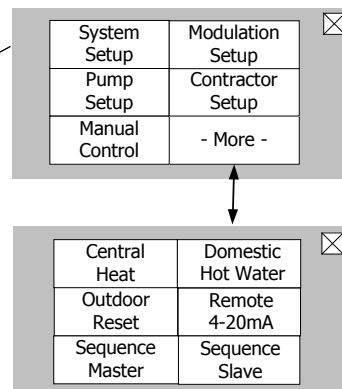 System Modulation
Setup Setup
Pump Contractor
Setup Setup
Manual - More -
Control
Central Domestic
Heat Hot Water
Outdoor Remote
Reset 4-20mA
Sequence Sequence
Master Slave